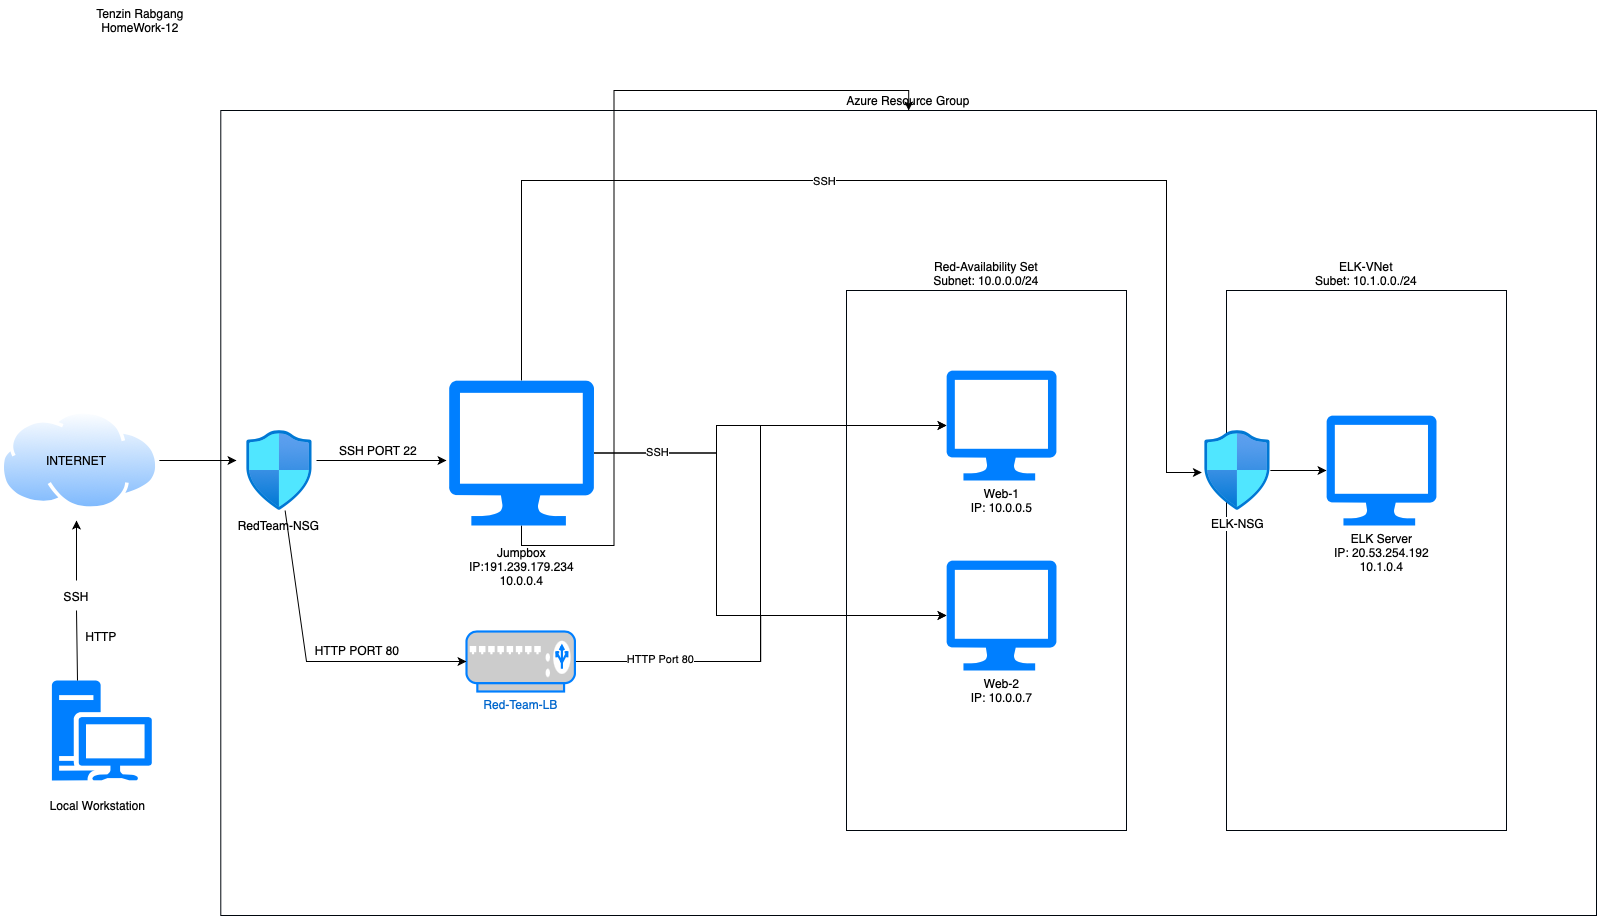 Tenzin Rabgang
HomeWork-12
Azure Resource Group
SSH
Red-Availability Set
Subnet: 10.0.0.0/24
ELK-VNet
Subet: 10.1.0.0./24
INTERNET
RedTeam-NSG
SSH PORT 22
Jumpbox
IP:191.239.179.234
10.0.0.4
SSH
Web-1
IP: 10.0.0.5
ELK-NSG
ELK Server
IP: 20.53.254.192
10.1.0.4
SSH
HTTP
HTTP PORT 80
Red-Team-LB
HTTP Port 80
Web-2
IP: 10.0.0.7
Local Workstation